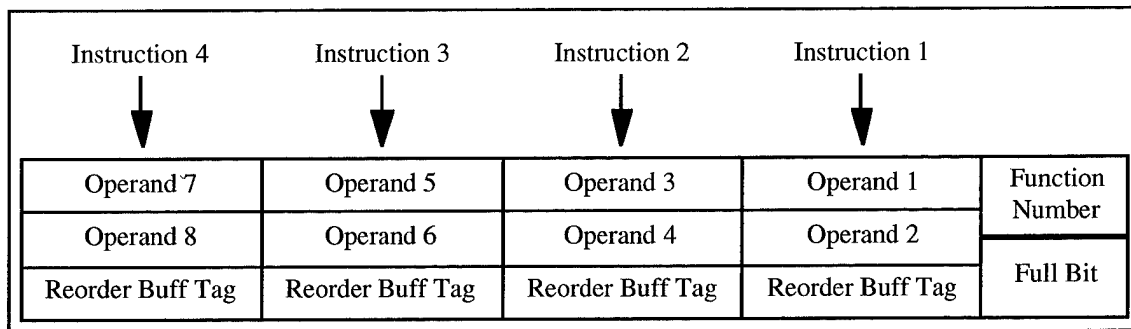 Instruction 4 Instruction 3 Instruction 2 Instruction 1
Operand 7 Operand 5 Operand 3 Operand 1 Function Number
Operand 8 Operand 6 Operand 4 Operand 2
Reorder Buff Tag Reorder Buff Tag Reorder Buff Tag Reorder Buff Tag Full Bit